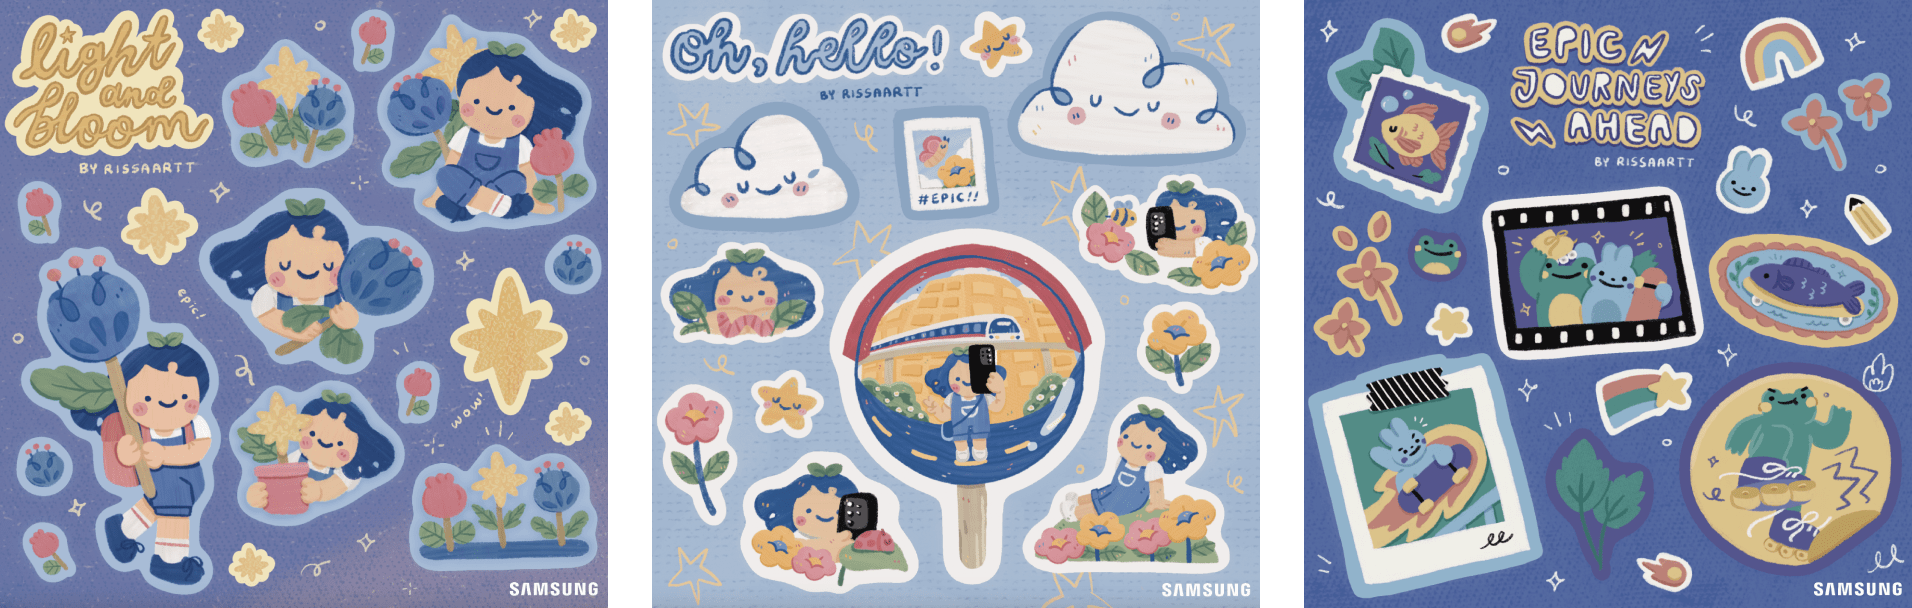 light
and
bloom
BY RISSAARTT
epic!
wow!
SAMSUNG
Oh, hello!
BY RISSAARTT
#EPIC!!
SAMSUNG
EPIC
JOURNEYS
AHEAD
BY RISSAARTT
SAMSUNG